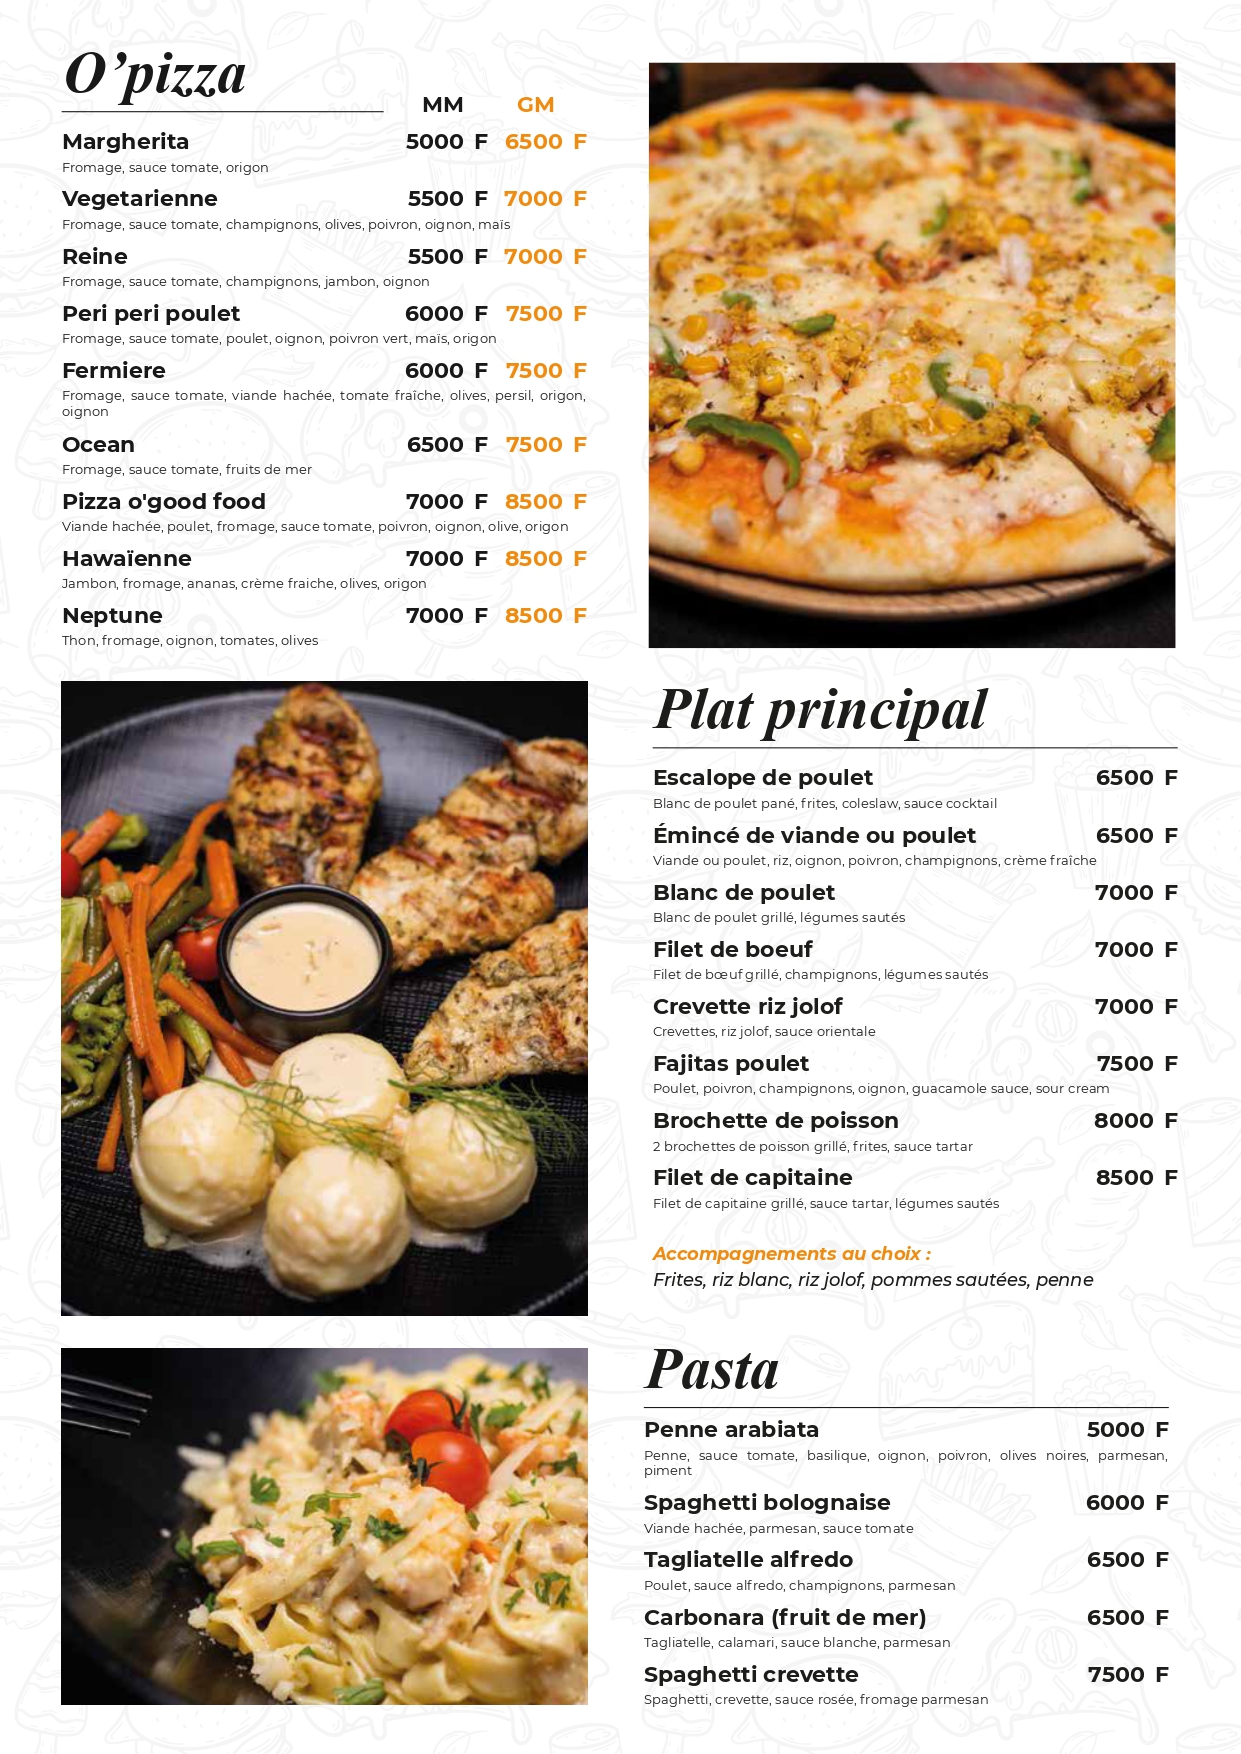 O’pizza
MM GM
Margherita 5000 F 6500 F
Fromage, sauce tomate, origon
Vegetarienne 5500 F 7000 F
Fromage, sauce tomate, champignons, olives, poivron, oignon, maïs
Reine 5500 F 7000 F
Fromage, sauce tomate, champignons, jambon, oignon
Peri peri poulet 6000 F 7500 F
Fromage, sauce tomate, poulet, oignon, poivron vert, maïs, origon
Fermiere 6000 F 7500 F
Fromage, sauce tomate, viande hachée, tomate fraîche, olives, persil, origon,
oignon
Ocean 6500 F 7500 F
Fromage, sauce tomate, fruits de mer
Pizza o'good food 7000 F 8500 F
Viande hachée, poulet, fromage, sauce tomate, poivron, oignon, olive, origon
Hawaïenne 7000 F 8500 F
Jambon, fromage, ananas, crème fraiche, olives, origon
Neptune 7000 F 8500 F
Thon, fromage, oignon, tomates, olives
Plat principal
Escalope de poulet 6500 F
Blanc de poulet pané, frites, coleslaw, sauce cocktail
Émincé de viande ou poulet 6500 F
Viande ou poulet, riz, oignon, poivron, champignons, crème fraîche
Blanc de poulet 7000 F
Blanc de poulet grillé, légumes sautés
Filet de boeuf 7000 F
Filet de bœuf grillé, champignons, légumes sautés
Crevette riz jolof 7000 F
Crevettes, riz jolof, sauce orientale
Fajitas poulet 7500 F
Poulet, poivron, champignons, oignon, guacamole sauce, sour cream
Brochette de poisson 8000 F
2 brochettes de poisson grillé, frites, sauce tartar
Filet de capitaine 8500 F
Filet de capitaine grillé, sauce tartar, légumes sautés
Accompagnements au choix :
Frites, riz blanc, riz jolof, pommes sautées, penne
Pasta
Penne arabiata 5000 F
Penne, sauce tomate, basilique, oignon, poivron, olives noires, parmesan,
piment
Spaghetti bolognaise 6000 F
Viande hachée, parmesan, sauce tomate
Tagliatelle alfredo 6500 F
Poulet, sauce alfredo, champignons, parmesan
Carbonara (fruit de mer) 6500 F
Tagliatelle, calamari, sauce blanche, parmesan
Spaghetti crevette 7500 F
Spaghetti, crevette, sauce rosée, fromage parmesan